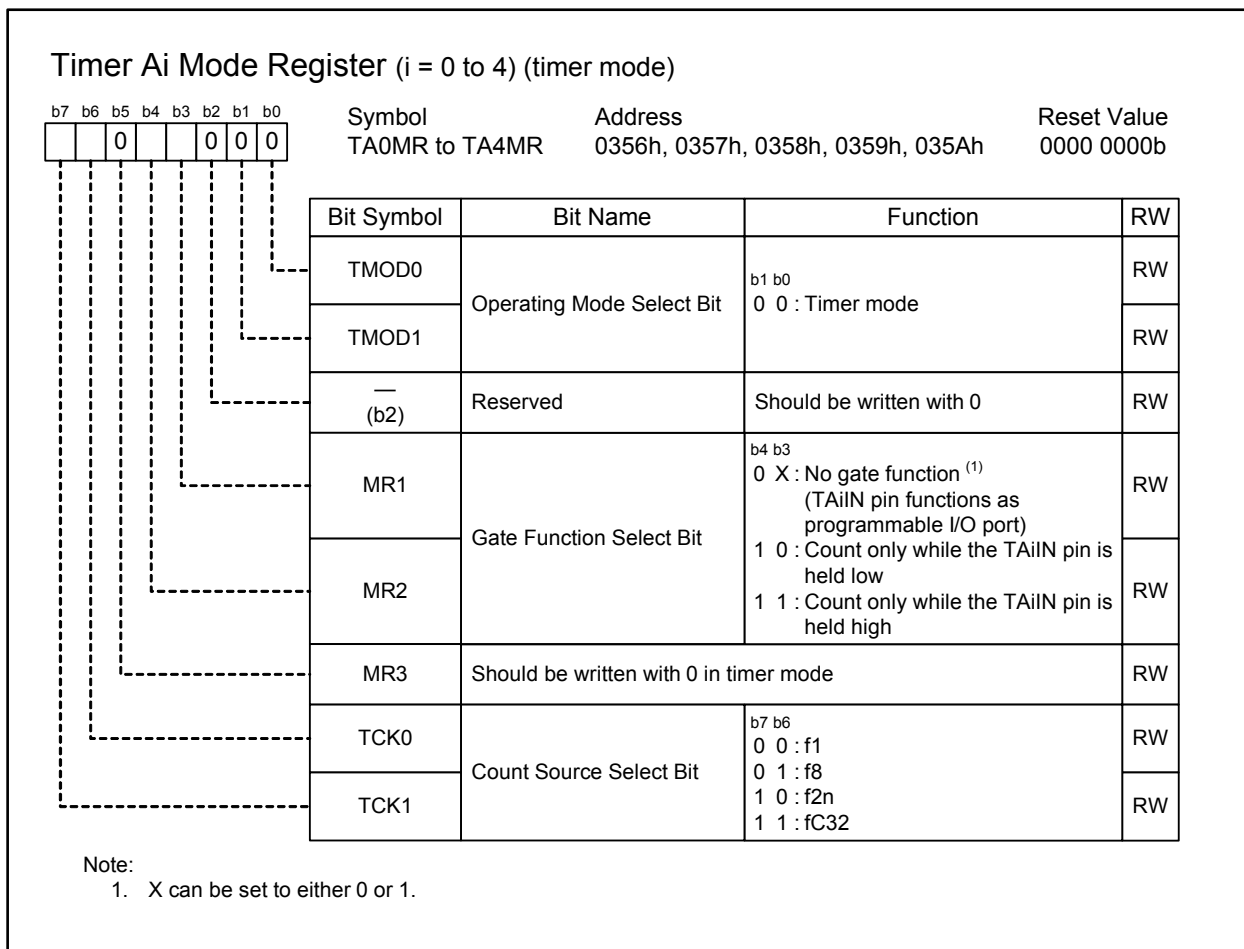 Timer Ai Mode Register (i = 0 to 4) (timer mode)
b7 b6 b5 b4 b3 b2 b1 b0
0 0 0 0
Symbol Address Reset Value
TA0MR to TA4MR 0356h, 0357h, 0358h, 0359h, 035Ah 0000 0000b
Bit Symbol Bit Name Function RW
TMOD0 RW
Operating Mode Select Bit
b1 b0
0 0 : Timer mode
TMOD1 RW
—
(b2) Reserved Should be written with 0 RW
MR1 RW
Gate Function Select Bit
b4 b3
0 X : No gate function (1)
(TAiIN pin functions as
programmable I/O port)
1 0 : Count only while the TAiIN pin is
held low
1 1 : Count only while the TAiIN pin is
held high
MR2 RW
MR3 Should be written with 0 in timer mode RW
TCK0 RW
Count Source Select Bit
b7 b6
0 0 : f1
0 1 : f8
1 0 : f2n
1 1 : fC32
TCK1 RW
Note:
1. X can be set to either 0 or 1.